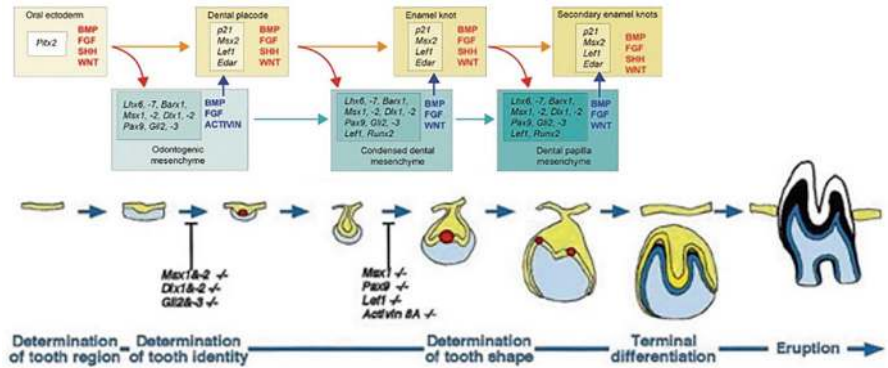 Oral ectoderm
Pitx2
BMP
FGF
SHH
WNT
Dental placode
p21
Msx2
Lef1
Edar
BMP
FGF
SHH
WNT
Enamel knot
p21
Msx2
Lef1
Edar
BMP
FGF
SHH
WNT
Secondary enamel knots
p21
Msx2
Lef1
Edar
BMP
FGF
SHH
WNT
Lhx6, -7, Barx1,
Msx1, -2, Dlx1, -2
Pax9, Gli2, -3
BMP
FGF
ACTIVIN
Odontogenic
mesenchyme
Lhx6, -7, Barx1,
Msx1, -2, Dlx1, -2
Pax9, Gli2, -3
Lef1, Runx2
BMP
FGF
WNT
Condensed dental
mesenchyme
Lhx6, -7, Barx1,
Msx1, -2, Dlx1, -2
Pax9, Gli2, -3
Lef1, Runx2
BMP
FGF
WNT
Dental papilla
mesenchyme
Msx1&-2 -/-
Dlx1&-2 -/-
Gli2&-3 -/-
Msx1 -/-
Pax9 -/-
Lef1 -/-
Activin ßA -/-
Determination
of tooth region
Determination
of tooth identity
Determination
of tooth shape
Terminal
differentiation
Eruption